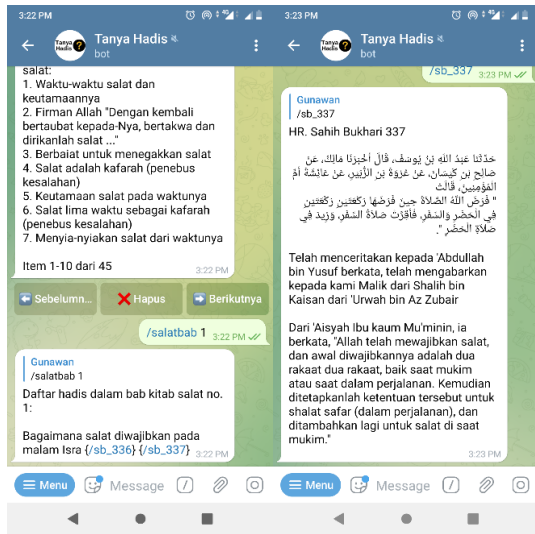 3:22 PM
Tanya Hadis
bot
salat:
1. Waktu-waktu salat dan
keutamaannya
2. Firman Allah "Dengan kembali
bertaubat kepada-Nya, bertakwa dan
dirikanlah salat ..."
3. Berbaiat untuk menegakkan salat
4. Salat adalah kafarah (penebus
kesalahan)
5. Keutamaan salat pada waktunya
6. Salat lima waktu sebagai kafarah
(penebus kesalahan)
7. Menyia-nyiakan salat dari waktunya
Item 1-10 dari 45
3:22 PM
Sebelumn...
Hapus
Berikutnya
/salatbab 1 3:22 PM
Gunawan
/salatbab 1
Daftar hadis dalam bab kitab salat no.
1:
Bagaimana salat diwajibkan pada
malam Isra {/sb_336} {/sb_337} 3:22 PM
Menu
Message
3:23 PM
Tanya Hadis
bot
/sb_337 3:23 PM
Gunawan
/sb_337
HR. Sahih Bukhari 337
حَدَّثَنَا عَبْدُ اللَّهِ بْنُ يُوسُفَ، قَالَ أَخْبَرَنَا مَالِكٌ، عَنْ
صَالِحِ بْنِ كَيْسَانَ، عَنْ عُرْوَةَ بْنِ الزُّبَيْرِ، عَنْ عَائِشَةَ أُمِّ
الْمُؤْمِنِينَ، قَالَتْ
" فَرَضَ اللَّهُ الصَّلاَةَ حِينَ فَرَضَهَا رَكْعَتَيْنِ رَكْعَتَيْنِ
فِي الْحَضَرِ وَالسَّفَرِ، فَأُقِرَّتْ صَلاَةُ السَّفَرِ، وَزِيدَ فِي
صَلاَةِ الْحَضَرِ ".
Telah menceritakan kepada 'Abdullah
bin Yusuf berkata, telah mengabarkan
kepada kami Malik dari Shalih bin
Kaisan dari 'Urwah bin Az Zubair
Dari 'Aisyah Ibu kaum Mu'minin, ia
berkata, "Allah telah mewajibkan salat,
dan awal diwajibkannya adalah dua
rakaat dua rakaat, baik saat mukim
atau saat dalam perjalanan. Kemudian
ditetapkanlah ketentuan tersebut untuk
shalat safar (dalam perjalanan), dan
ditambahkan lagi untuk salat di saat
mukim."
3:23 PM
Menu
Message